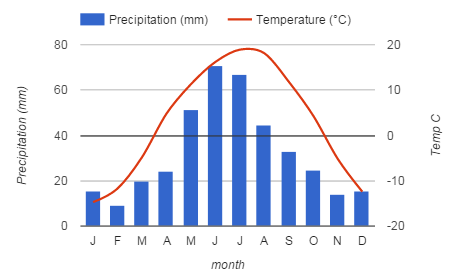 Precipitation (mm) Temperature (°C)
80 20
60 10
40 0
20 -10
0 -20
Precipitation (mm)
Temp C
J F M A M J J A S O N D
month